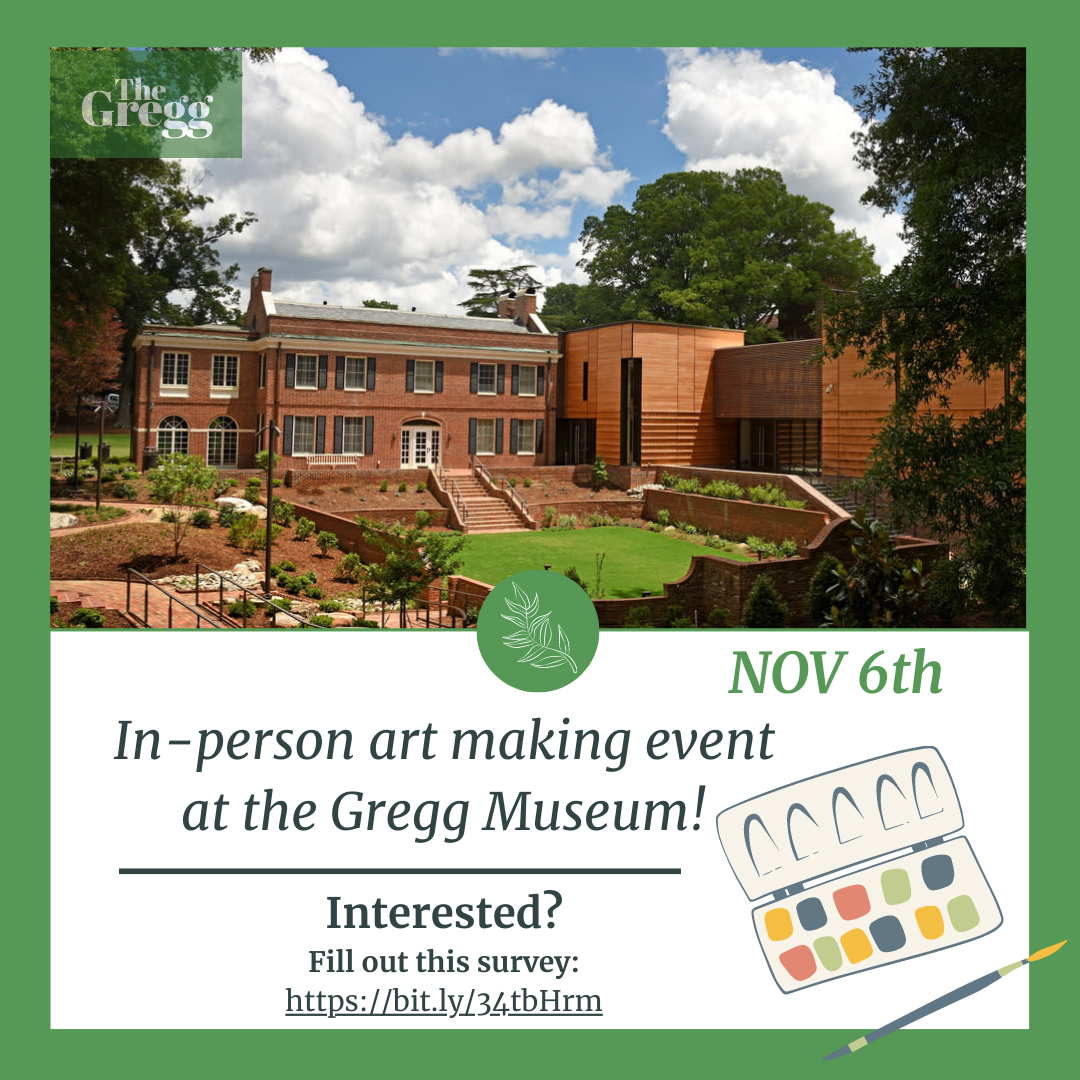 The
Gregg
NOV 6th
In-person art making event
at the Gregg Museum!
Interested?
Fill out this survey:
https://bit.ly/34tbHrm